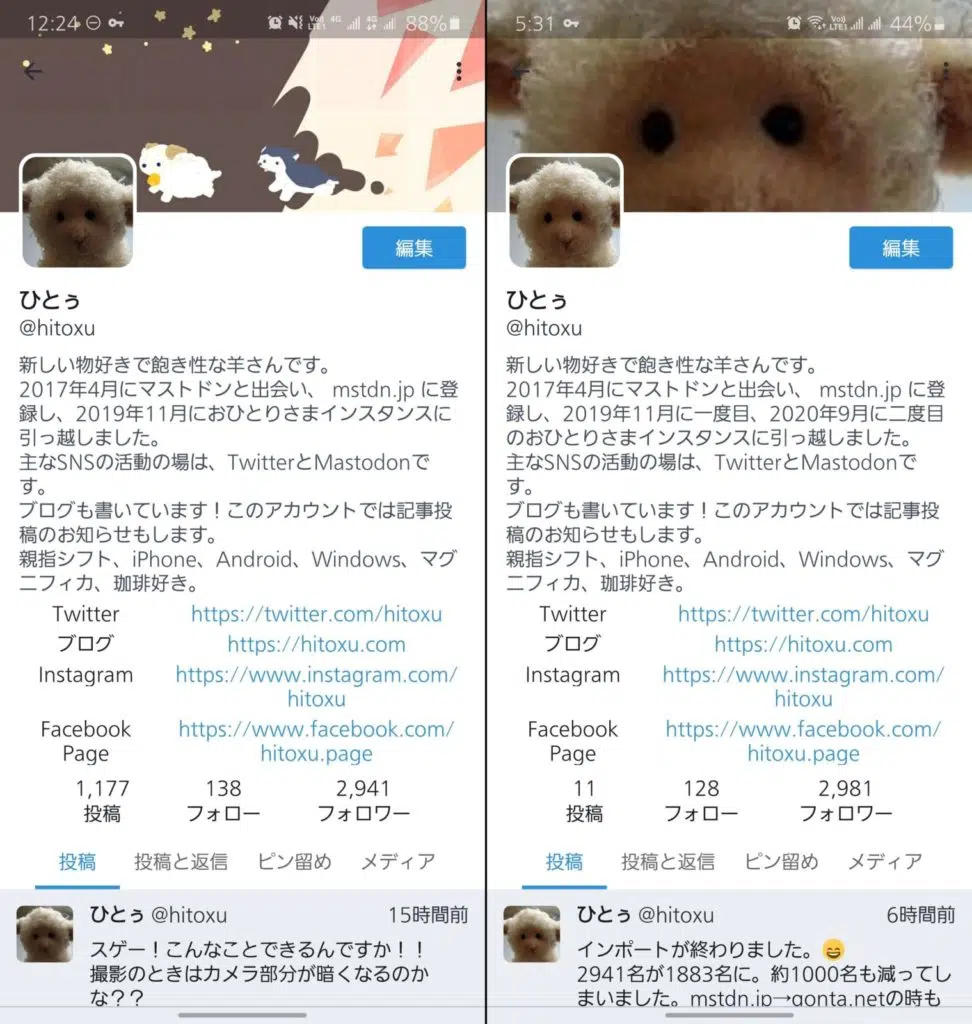 12:24 Vo) LTE1 4G 4G 88%
編集
ひとぅ
@hitoxu
新しい物好きで飽き性な羊さんです。
2017年4月にマストドンと出会い、 mstdn.jp に登
録し、2019年11月におひとりさまインスタンスに
引っ越しました。
主なSNSの活動の場は、TwitterとMastodonで
す。
ブログも書いています！このアカウントでは記事投
稿のお知らせもします。
親指シフト、iPhone、Android、Windows、マグ
ニフィカ、珈琲好き。
Twitter https://twitter.com/hitoxu
ブログ https://hitoxu.com
Instagram https://www.instagram.com/
hitoxu
Facebook https://www.facebook.com/
Page hitoxu.page
1,177 138 2,941
投稿 フォロー フォロワー
投稿 投稿と返信 ピン留め メディア
ひとぅ @hitoxu 15時間前
スゲー！こんなことできるんですか！！
撮影のときはカメラ部分が暗くなるのか
な？？
5:31 Vo) LTE1 44%
編集
ひとぅ
@hitoxu
新しい物好きで飽き性な羊さんです。
2017年4月にマストドンと出会い、 mstdn.jp に登
録し、2019年11月に一度目、2020年9月に二度目
のおひとりさまインスタンスに引っ越しました。
主なSNSの活動の場は、TwitterとMastodonで
す。
ブログも書いています！このアカウントでは記事投
稿のお知らせもします。
親指シフト、iPhone、Android、Windows、マグ
ニフィカ、珈琲好き。
Twitter https://twitter.com/hitoxu
ブログ https://hitoxu.com
Instagram https://www.instagram.com/
hitoxu
Facebook https://www.facebook.com/
Page hitoxu.page
11 128 2,981
投稿 フォロー フォロワー
投稿 投稿と返信 ピン留め メディア
ひとぅ @hitoxu 6時間前
インポートが終わりました。😄
2941名が1883名に。約1000名も減ってし
まいました。mstdn.jp→gonta.netの時も